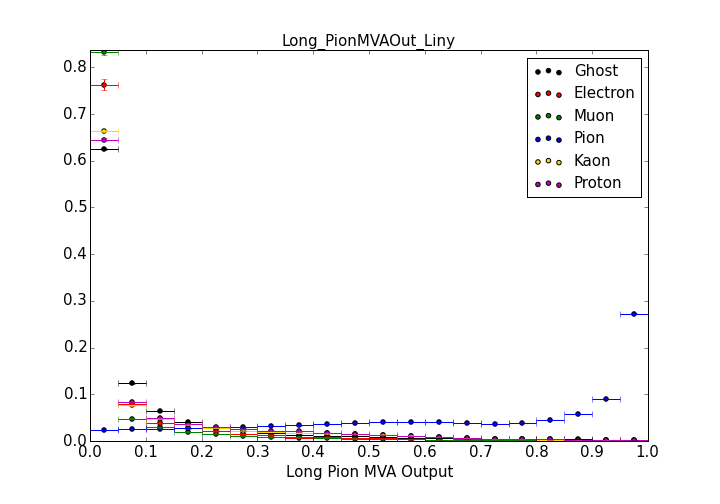 Long_PionMVAOut_Liny
0.8
0.7
0.6
0.5
0.4
0.3
0.2
0.1
0.0
Ghost
Electron
Muon
Pion
Kaon
Proton
0.0 0.1 0.2 0.3 0.4 0.5 0.6 0.7 0.8 0.9 1.0
Long Pion MVA Output